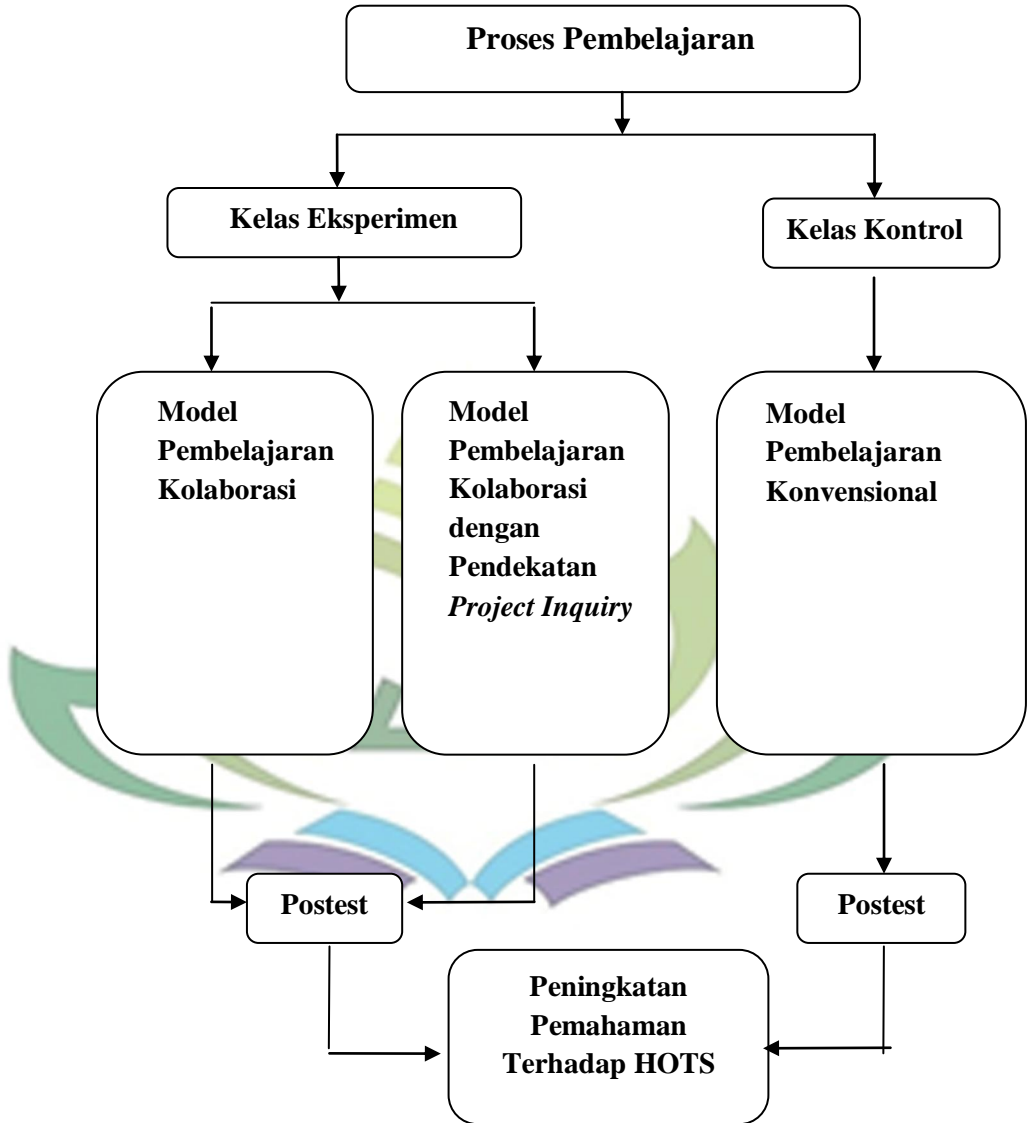 Proses Pembelajaran
Kelas Eksperimen
Kelas Kontrol
Model
Pembelajaran
Kolaborasi
Model
Pembelajaran
Kolaborasi
dengan
Pendekatan
Project Inquiry
Model
Pembelajaran
Konvensional
Postest
Postest
Peningkatan
Pemahaman
Terhadap HOTS